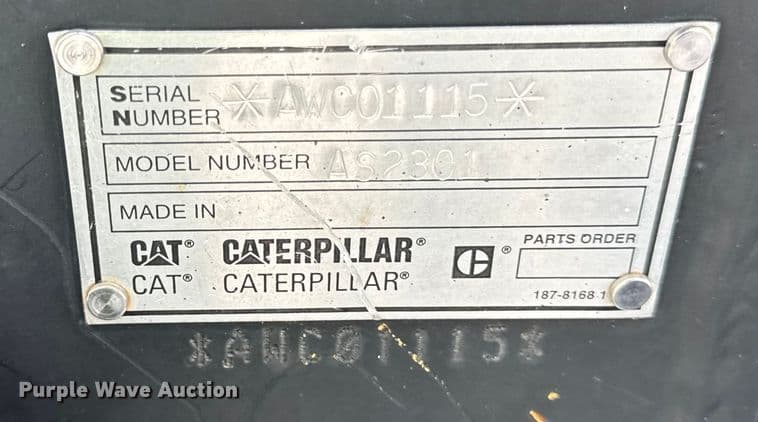 SERIAL NUMBER *AWC01115*
MODEL NUMBER AS2301
MADE IN
CAT® CATERPILLAR® C® PARTS ORDER
CAT® CATERPILLAR®
187-8168 1
*AWC01115*
Purple Wave Auction